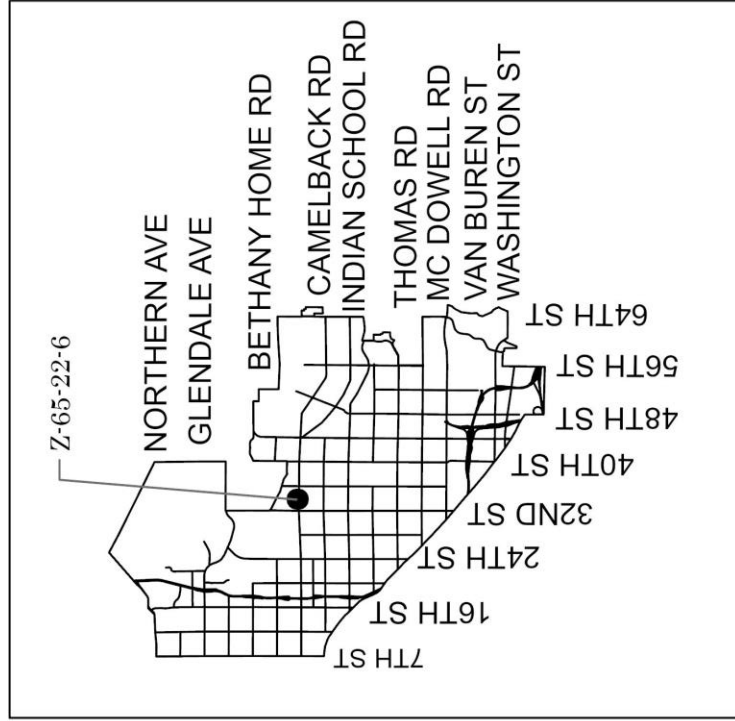 Z-65-22-6
NORTHERN AVE
GLENDALE AVE
BETHANY HOME RD
CAMELBACK RD
INDIAN SCHOOL RD
THOMAS RD
MC DOWELL RD
VAN BUREN ST
WASHINGTON ST
7TH ST
16TH ST
24TH ST
32ND ST
40TH ST
48TH ST
56TH ST
64TH ST